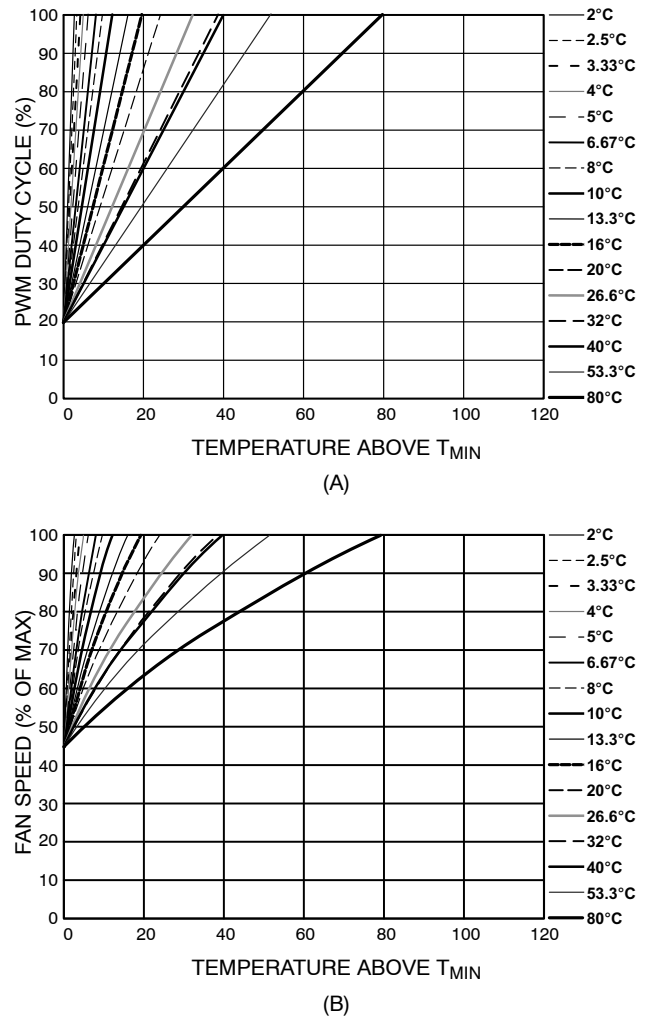 PWM DUTY CYCLE (%)
100
90
80
70
60
50
40
30
20
10
0
0 20 40 60 80 100 120
TEMPERATURE ABOVE TMIN
(A)
2°C
2.5°C
3.33°C
4°C
5°C
6.67°C
8°C
10°C
13.3°C
16°C
20°C
26.6°C
32°C
40°C
53.3°C
80°C
FAN SPEED (% OF MAX)
100
90
80
70
60
50
40
30
20
10
0
0 20 40 60 80 100 120
TEMPERATURE ABOVE TMIN
(B)
2°C
2.5°C
3.33°C
4°C
5°C
6.67°C
8°C
10°C
13.3°C
16°C
20°C
26.6°C
32°C
40°C
53.3°C
80°C